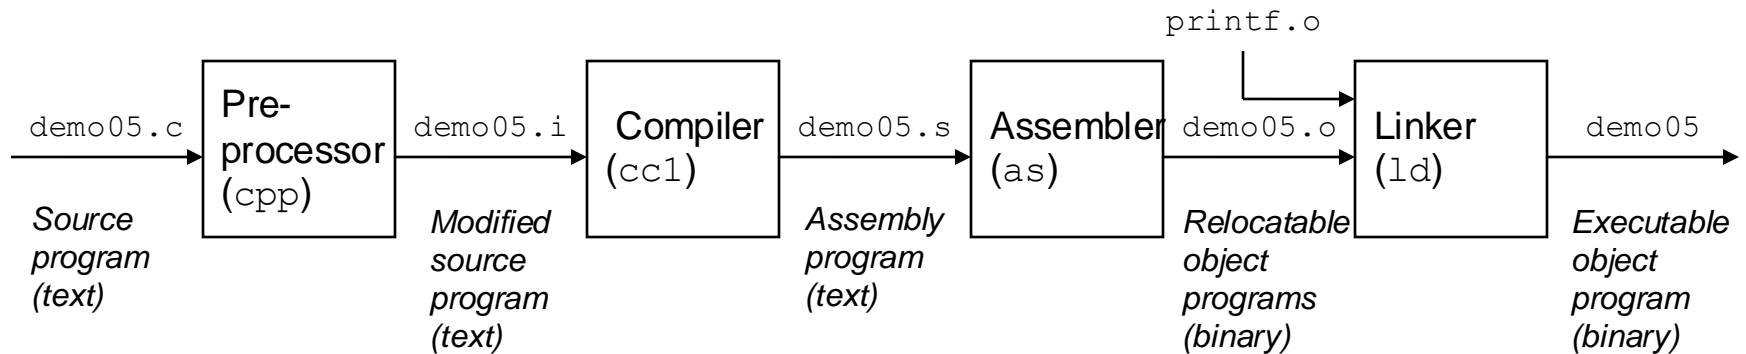 printf.o
demo05.c
Pre-
processor
(cpp)
demo05.i
Compiler
(cc1)
demo05.s
Assembler
(as)
demo05.o
Linker
(ld)
demo05
Source
program
(text)
Modified
source
program
(text)
Assembly
program
(text)
Relocatable
object
programs
(binary)
Executable
object
program
(binary)